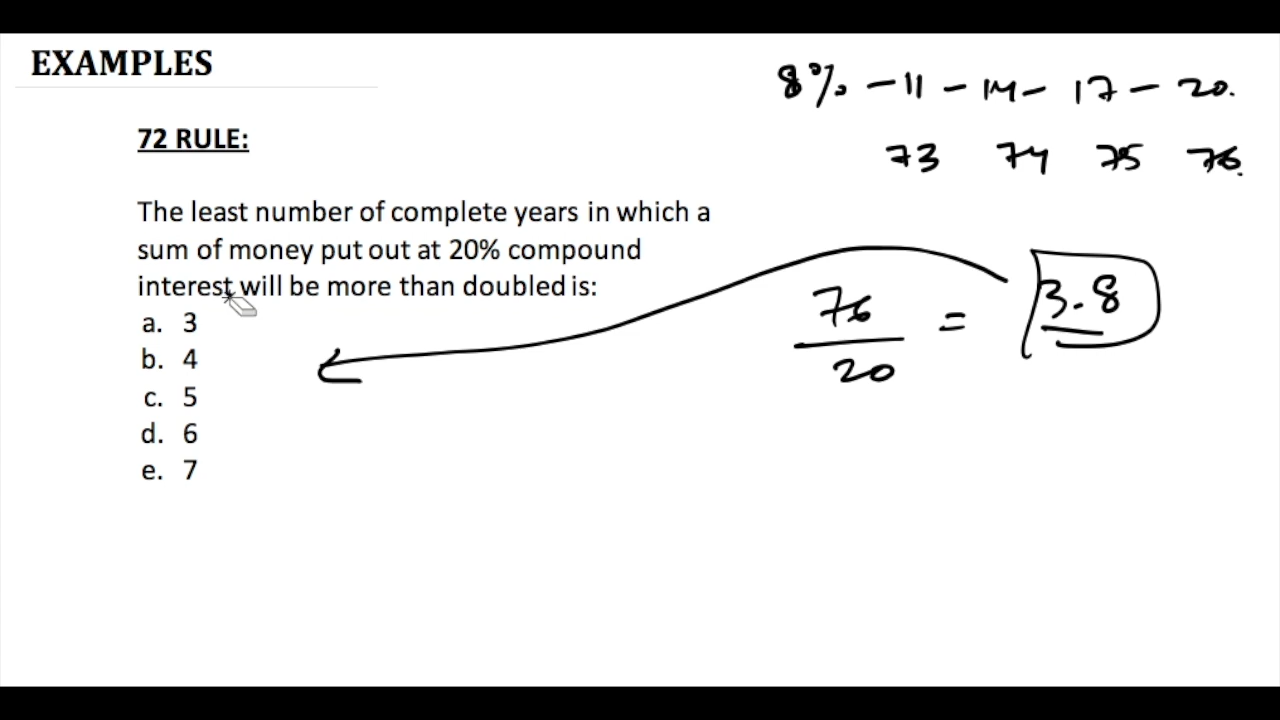 EXAMPLES
8% - 11 - 14 - 17 - 20.
73 74 75 76.
72 RULE:
The least number of complete years in which a
sum of money put out at 20% compound
interest will be more than doubled is:
a. 3
b. 4
c. 5
d. 6
e. 7
76
20
= 3.8